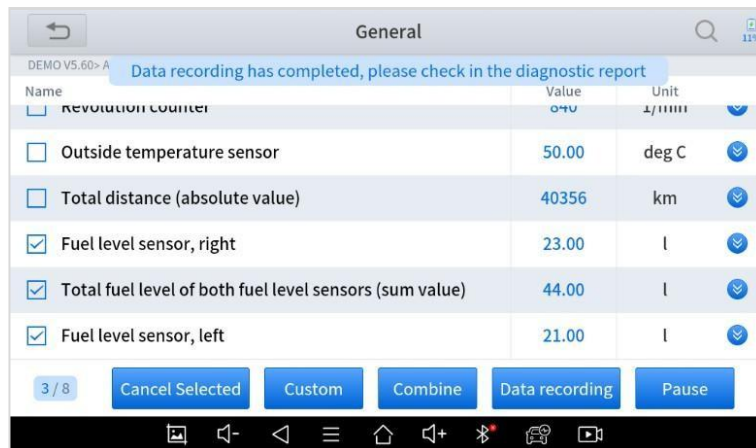 General
11%
DEMO V5.60> A
Data recording has completed, please check in the diagnostic report
Name Value Unit
Revolution counter 840 1/min
Outside temperature sensor 50.00 deg C
Total distance (absolute value) 40356 km
Fuel level sensor, right 23.00 l
Total fuel level of both fuel level sensors (sum value) 44.00 l
Fuel level sensor, left 21.00 l
3 / 8 Cancel Selected Custom Combine Data recording Pause